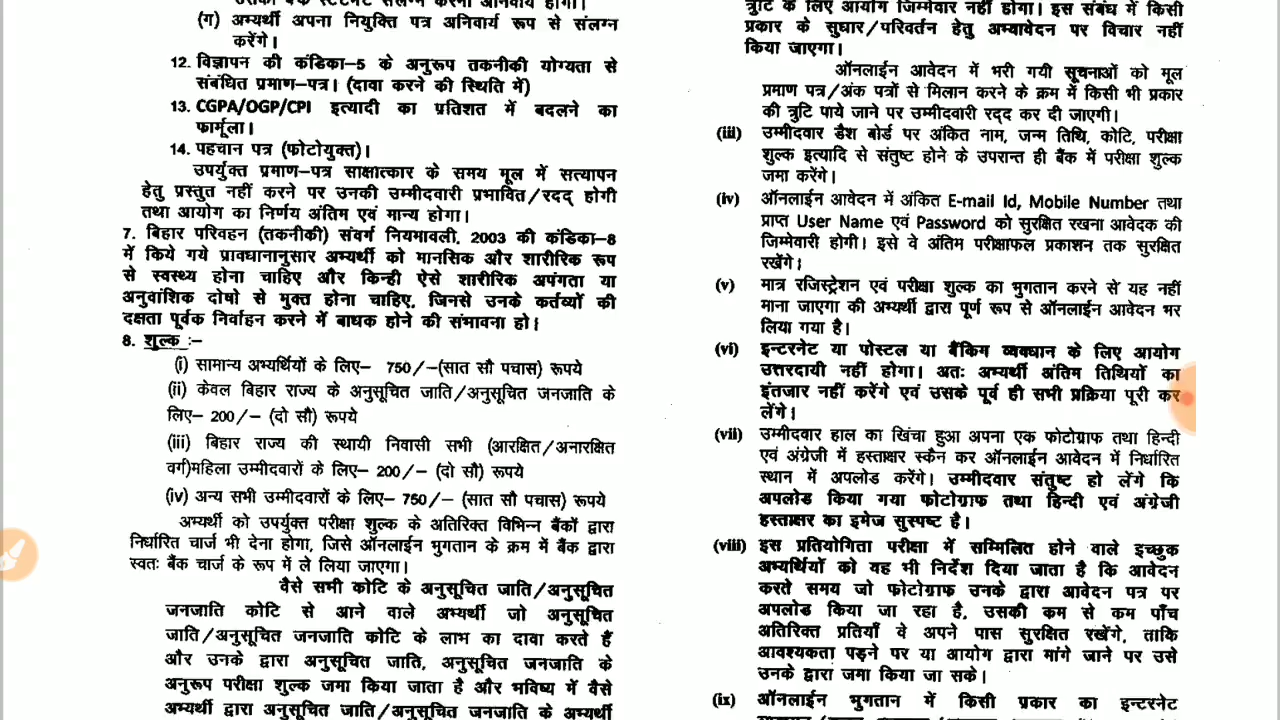 (ग) अभ्यर्थी अपना नियुक्ति पत्र अनिवार्य रूप से संलग्न
करेंगे।
12. विज्ञापन की कंडिका-5 के अनुरूप तकनीकी योग्यता से
संबंधित प्रमाण-पत्र। (दावा करने की स्थिति में)
13. CGPA/OGP/CPI इत्यादी का प्रतिशत में बदलने का
फार्मूला।
14. पहचान पत्र (फोटोयुक्त)।
उपर्युक्त प्रमाण-पत्र साक्षात्कार के समय मूल में सत्यापन
हेतु प्रस्तुत नहीं करने पर उनकी उम्मीदवारी प्रभावित/रदद् होगी
तथा आयोग का निर्णय अंतिम एवं मान्य होगा।
7. बिहार परिवहन (तकनीकी) संवर्ग नियमावली, 2003 की कंडिका-8
में किये गये प्रावधानानुसार अभ्यर्थी को मानसिक और शारीरिक रूप
से स्वस्थ्य होना चाहिए और किन्ही ऐसे शारीरिक अपंगता या
अनुवांशिक दोषो से मुक्त होना चाहिए, जिनसे उनके कर्तव्यों की
दक्षता पूर्वक निर्वाहन करने में बाधक होने की संभावना हो।
8. शुल्क :-
(i) सामान्य अभ्यर्थियों के लिए- 750/-(सात सौ पचास) रूपये
(ii) केवल बिहार राज्य के अनुसूचित जाति/अनुसूचित जनजाति के
लिए- 200/- (दो सौ) रूपये
(iii) बिहार राज्य की स्थायी निवासी सभी (आरक्षित/अनारक्षित
वर्ग)महिला उम्मीदवारों के लिए- 200/- (दो सौ) रूपये
(iv) अन्य सभी उम्मीदवारों के लिए-750/- (सात सौ पचास) रूपये
अभ्यर्थी को उपर्युक्त परीक्षा शुल्क के अतिरिक्त विभिन्न बैंकों द्वारा
निर्धारित चार्ज भी देना होगा, जिसे ऑनलाईन भुगतान के क्रम में बैंक द्वारा
स्वतः बैंक चार्ज के रूप में ले लिया जाएगा।
वैसे सभी कोटि के अनुसूचित जाति/अनुसूचित
जनजाति कोटि से आने वाले अभ्यर्थी जो अनुसूचित
जाति/अनुसूचित जनजाति कोटि के लाभ का दावा करते हैं
और उनके द्वारा अनुसूचित जाति, अनुसूचित जनजाति के
अनुरूप परीक्षा शुल्क जमा किया जाता है और भविष्य में वैसे
अभ्यर्थी द्वारा अनुसूचित जाति/अनुसूचित जनजाति के अभ्यर्थी
त्रुटि के लिए आयोग जिम्मेवार नहीं होगा। इस संबंध में किसी
प्रकार के सुधार/परिवर्तन हेतु अभ्यावेदन पर विचार नहीं
किया जाएगा।
ऑनलाईन आवेदन में भरी गयी सूचनाओं को मूल
प्रमाण पत्र/अंक पत्रों से मिलान करने के क्रम में किसी भी प्रकार
की त्रुटि पाये जाने पर उम्मीदवारी रद्द कर दी जाएगी।
(iii) उम्मीदवार डैश बोर्ड पर अंकित नाम, जन्म तिथि, कोटि, परीक्षा
शुल्क इत्यादि से संतुष्ट होने के उपरान्त ही बैंक में परीक्षा शुल्क
जमा करेंगे।
(iv) ऑनलाईन आवेदन में अंकित E-mail Id, Mobile Number तथा
प्राप्त User Name एवं Password को सुरक्षित रखना आवेदक की
जिम्मेवारी होगी। इसे वे अंतिम परीक्षाफल प्रकाशन तक सुरक्षित
रखेंगे।
(v) मात्र रजिस्ट्रेशन एवं परीक्षा शुल्क का भुगतान करने से यह नहीं
माना जाएगा की अभ्यर्थी द्वारा पूर्ण रूप से ऑनलाईन आवेदन भर
लिया गया है।
(vi) इन्टरनेट या पोस्टल या बैंकिग व्यवधान के लिए आयोग
उत्तरदायी नहीं होगा। अतः अभ्यर्थी अंतिम तिथियों का
इंतजार नहीं करेंगे एवं उसके पूर्व ही सभी प्रक्रिया पूरी कर
लेंगे।
(vii) उम्मीदवार हाल का खिंचा हुआ अपना एक फोटोग्राफ तथा हिन्दी
एवं अंग्रेजी में हस्ताक्षर स्कैन कर ऑनलाईन आवेदन में निर्धारित
स्थान में अपलोड करेंगे। उम्मीदवार संतुष्ट हो लेंगे कि
अपलोड किया गया फोटोग्राफ तथा हिन्दी एवं अंग्रेजी
हस्ताक्षर का इमेज सुस्पष्ट है।
(viii) इस प्रतियोगिता परीक्षा में सम्मिलित होने वाले इच्छुक
अभ्यर्थियों को वह भी निर्देश दिया जाता है कि आवेदन
करते समय जो फोटोग्राफ उनके द्वारा आवेदन पत्र पर
अपलोड किया जा रहा है, उसकी कम से कम पाँच
अतिरिक्त प्रतियाँ वे अपने पास सुरक्षित रखेंगे, ताकि
आवश्यकता पड़ने पर या आयोग द्वारा मांगे जाने पर उसे
उनके द्वारा जमा किया जा सके।
(ix) ऑनलाईन भुगतान में किसी प्रकार का इन्टरनेट